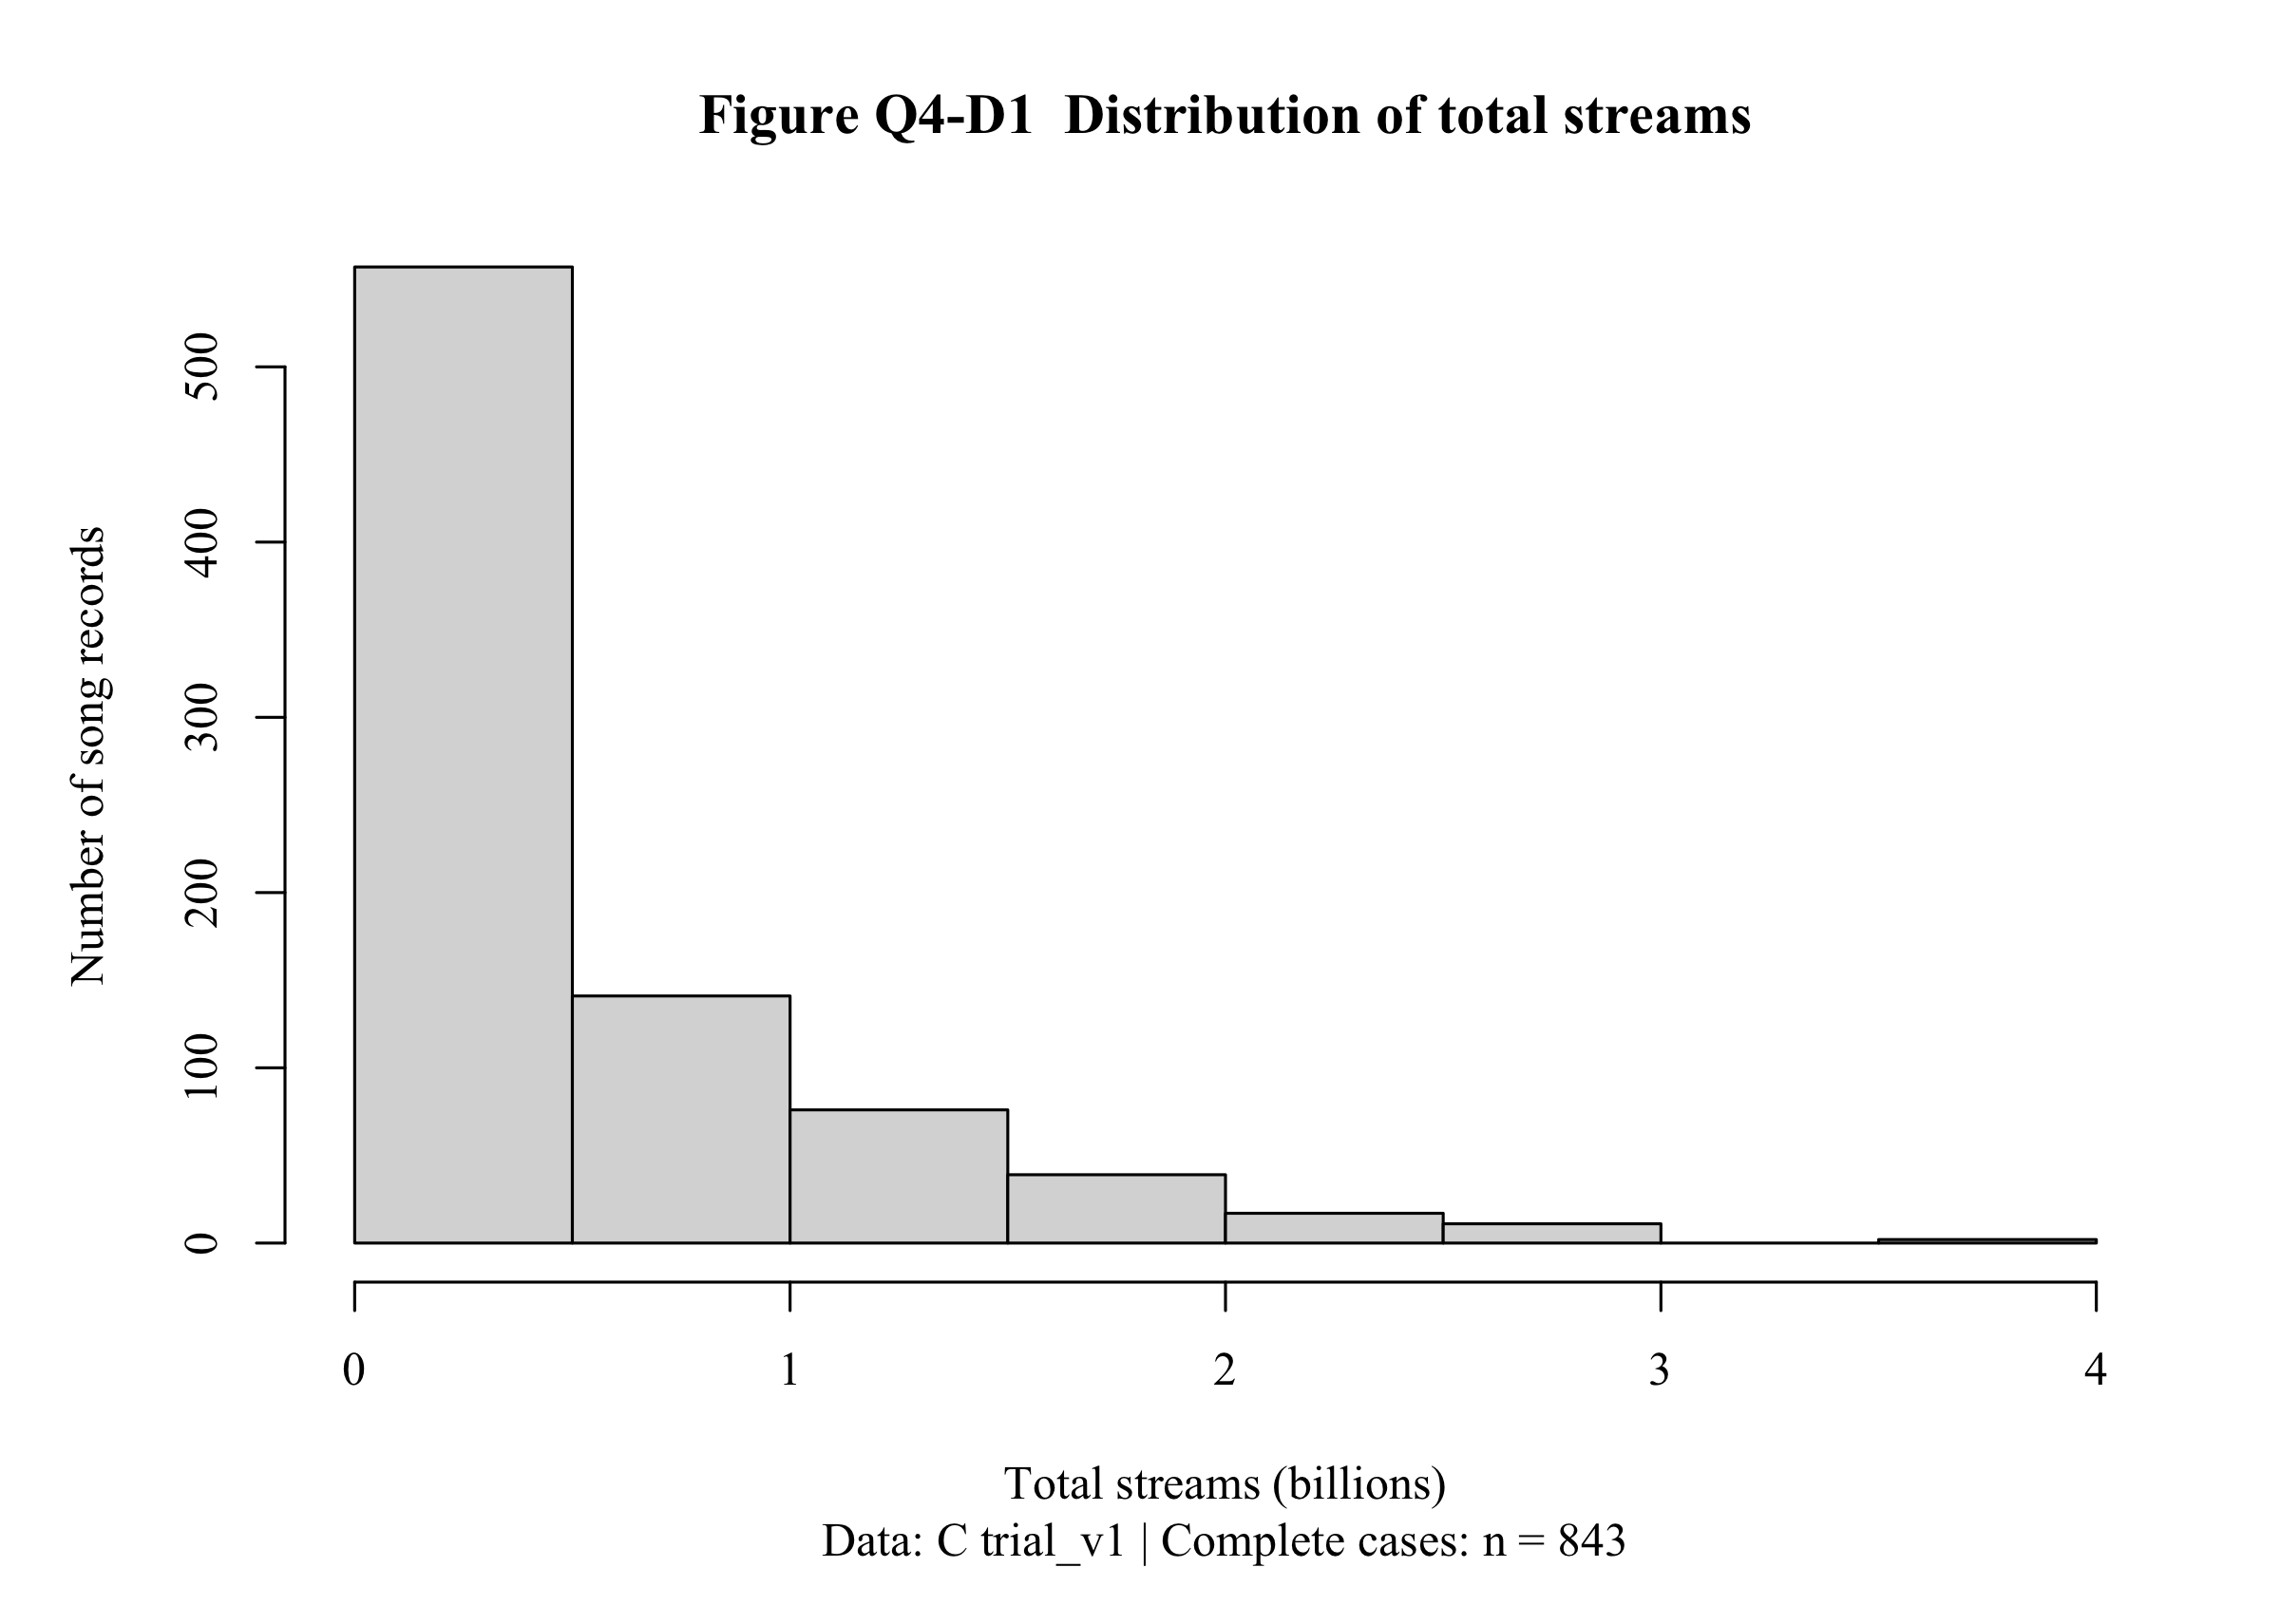 Figure Q4-D1 Distribution of total streams
Number of song records
500
400
300
200
100
0
0 1 2 3 4
Total streams (billions)
Data: C trial_v1 | Complete cases: n = 843